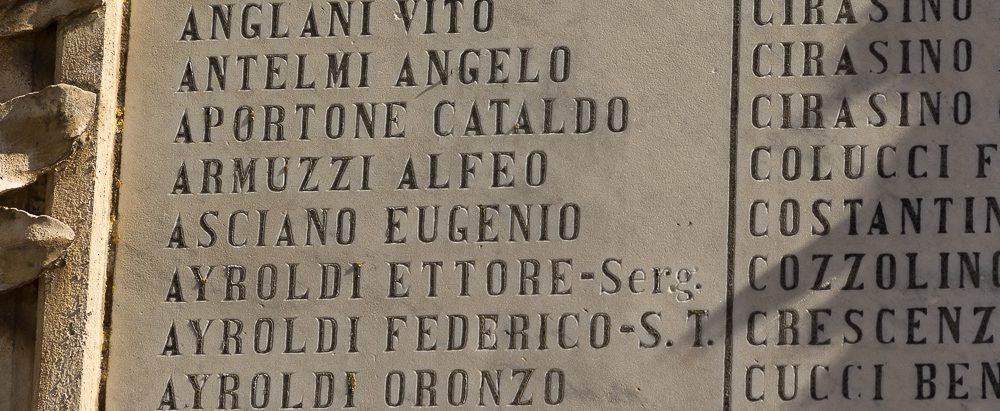 ANGLANI VITO
ANTELMI ANGELO
APORTONE CATALDO
ARMUZZI ALFEO
ASCIANO EUGENIO
AYROLDI ETTORE-Serg.
AYROLDI FEDERICO-S. T.
AYROLDI ORONZO
CIRASINO
CIRASINO
CIRASINO
COLUCCI F
COSTANTIN
COZZOLINO
CRESCENZ
CUCCI BEN